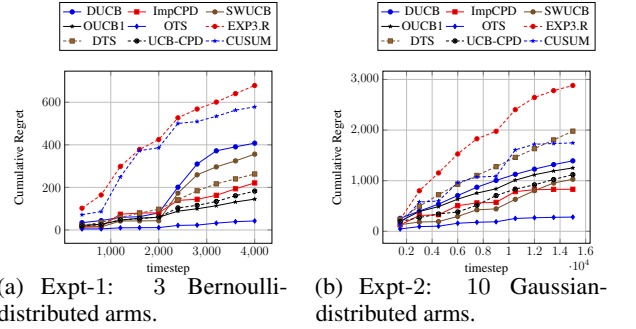 DUCB ImpCPD SWUCB
OUCB1 OTS EXP3.R
DTS UCB-CPD CUSUM
600
400
200
0
1,000 2,000 3,000 4,000
Cumulative Regret
timestep
(a) Expt-1: 3 Bernoulli-
distributed arms.
DUCB ImpCPD SWUCB
OUCB1 OTS EXP3.R
DTS UCB-CPD CUSUM
3,000
2,000
1,000
0
0.2 0.4 0.6 0.8 1 1.2 1.4 1.6
·10⁴
Cumulative Regret
timestep
(b) Expt-2: 10 Gaussian-
distributed arms.